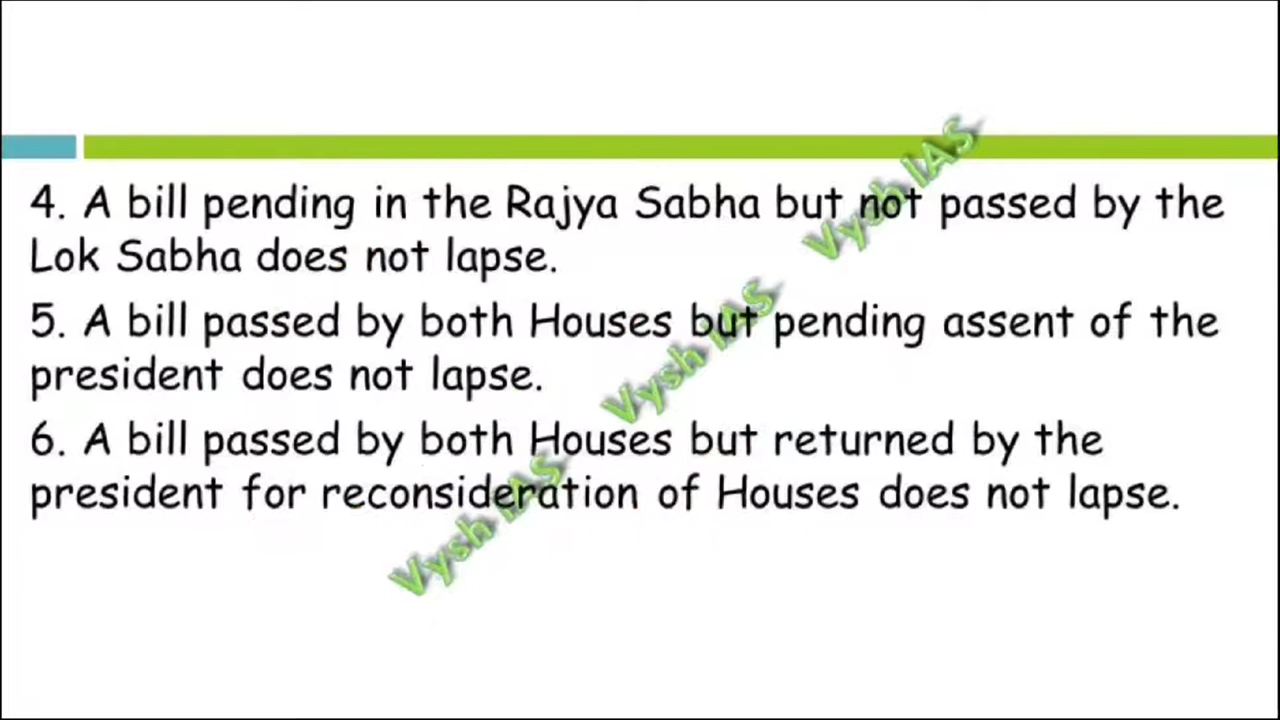 4. A bill pending in the Rajya Sabha but not passed by the
Lok Sabha does not lapse.
5. A bill passed by both Houses but pending assent of the
president does not lapse.
6. A bill passed by both Houses but returned by the
president for reconsideration of Houses does not lapse.
Vysh IAS
Vysh IAS
Vysh IAS